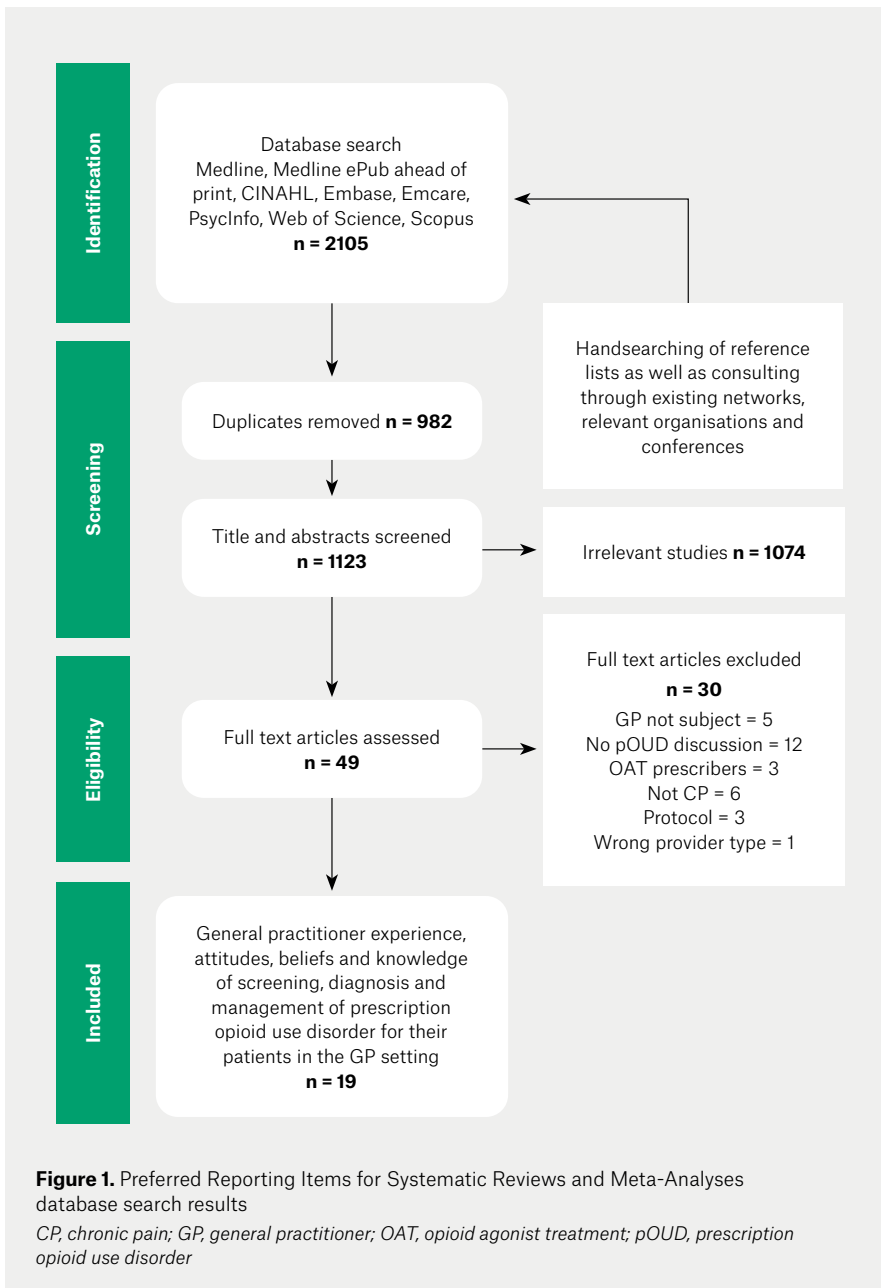 Identification
Database search
Medline, Medline ePub ahead of
print, CINAHL, Embase, Emcare,
PsycInfo, Web of Science, Scopus
n = 2105
Handsearching of reference
lists as well as consulting
through existing networks,
relevant organisations and
conferences
Screening
Duplicates removed n = 982
Title and abstracts screened
n = 1123
Irrelevant studies n = 1074
Eligibility
Full text articles assessed
n = 49
Full text articles excluded
n = 30
GP not subject = 5
No pOUD discussion = 12
OAT prescribers = 3
Not CP = 6
Protocol = 3
Wrong provider type = 1
Included
General practitioner experience,
attitudes, beliefs and knowledge
of screening, diagnosis and
management of prescription
opioid use disorder for their
patients in the GP setting
n = 19
Figure 1. Preferred Reporting Items for Systematic Reviews and Meta-Analyses
database search results
CP, chronic pain; GP, general practitioner; OAT, opioid agonist treatment; pOUD, prescription
opioid use disorder